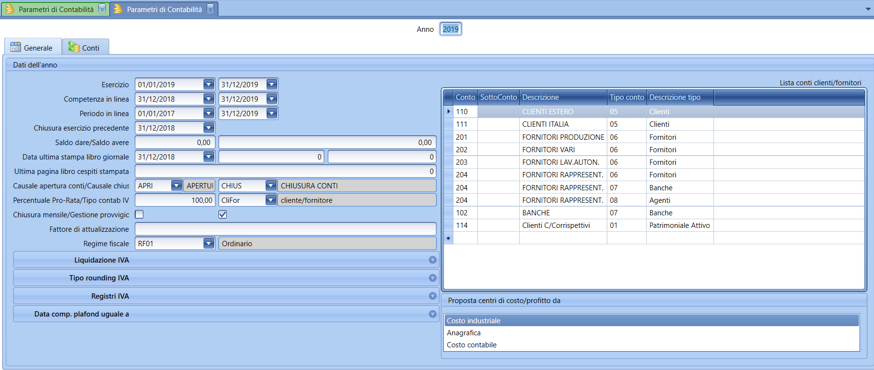 Parametri di Contabilità Parametri di Contabilità
Anno 2019
Generale Conti
Dati dell'anno
Lista conti clienti/fornitori
Esercizio 01/01/2019 31/12/2019
Competenza in linea 31/12/2018 31/12/2019
Periodo in linea 01/01/2017 31/12/2019
Chiusura esercizio precedente 31/12/2018
Saldo dare/Saldo avere 0,00 0,00
Data ultima stampa libro giornale 31/12/2018 0 0
Ultima pagina libro cespiti stampata 0
Causale apertura conti/Causale chius APRI APERTUI CHIUS CHIUSURA CONTI
Percentuale Pro-Rata/Tipo contab IV 100,00 CliFor cliente/fornitore
Chiusura mensile/Gestione provvigic
Fattore di attualizzazione
Regime fiscale RF01 Ordinario
Liquidazione IVA
Tipo rounding IVA
Registri IVA
Data comp. plafond uguale a
Conto SottoConto Descrizione Tipo conto Descrizione tipo
110 CLIENTI ESTERO 05 Clienti
111 CLIENTI ITALIA 05 Clienti
201 FORNITORI PRODUZIONE 06 Fornitori
202 FORNITORI VARI 06 Fornitori
203 FORNITORI LAV.AUTON. 06 Fornitori
204 FORNITORI RAPPRESENT. 06 Fornitori
204 FORNITORI RAPPRESENT. 07 Banche
204 FORNITORI RAPPRESENT. 08 Agenti
102 BANCHE 07 Banche
114 Clienti C/Corrispettivi 01 Patrimoniale Attivo
Proposta centri di costo/profitto da
Costo industriale
Anagrafica
Costo contabile